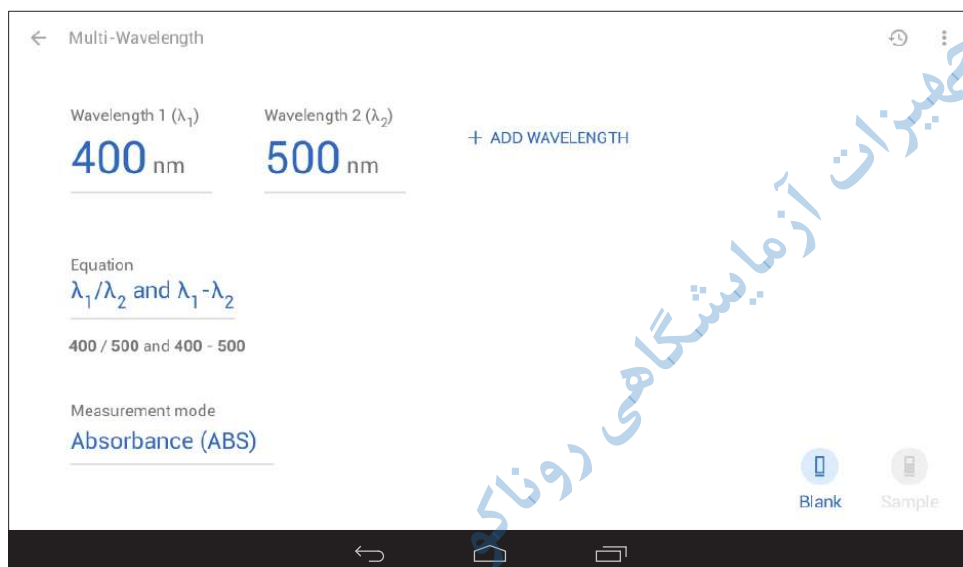 Multi-Wavelength
Wavelength 1 (λ₁)
Wavelength 2 (λ₂)
400 nm
500 nm
+ ADD WAVELENGTH
Equation
λ₁/λ₂ and λ₁-λ₂
400 / 500 and 400 - 500
Measurement mode
Absorbance (ABS)
Blank
Sample
تجهیزات آزمایشگاهی